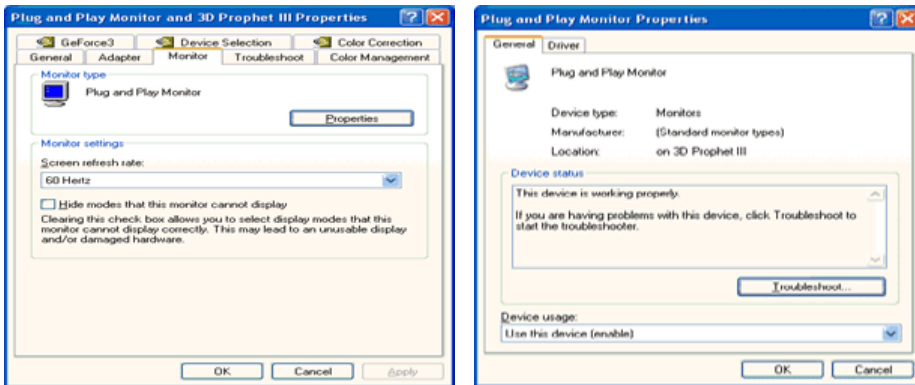 Plug and Play Monitor and 3D Prophet III Properties
GeForce3 Device Selection Color Correction
General Adapter Monitor Troubleshoot Color Management
Monitor type
Plug and Play Monitor
Properties
Monitor settings
Screen refresh rate:
60 Hertz
Hide modes that this monitor cannot display
Clearing this check box allows you to select display modes that this
monitor cannot display correctly. This may lead to an unusable display
and/or damaged hardware.
OK Cancel Apply
Plug and Play Monitor Properties
General Driver
Plug and Play Monitor
Device type: Monitors
Manufacturer: (Standard monitor types)
Location: on 3D Prophet III
Device status
This device is working properly.
If you are having problems with this device, click Troubleshoot to
start the troubleshooter.
Troubleshoot...
Device usage:
Use this device (enable)
OK Cancel